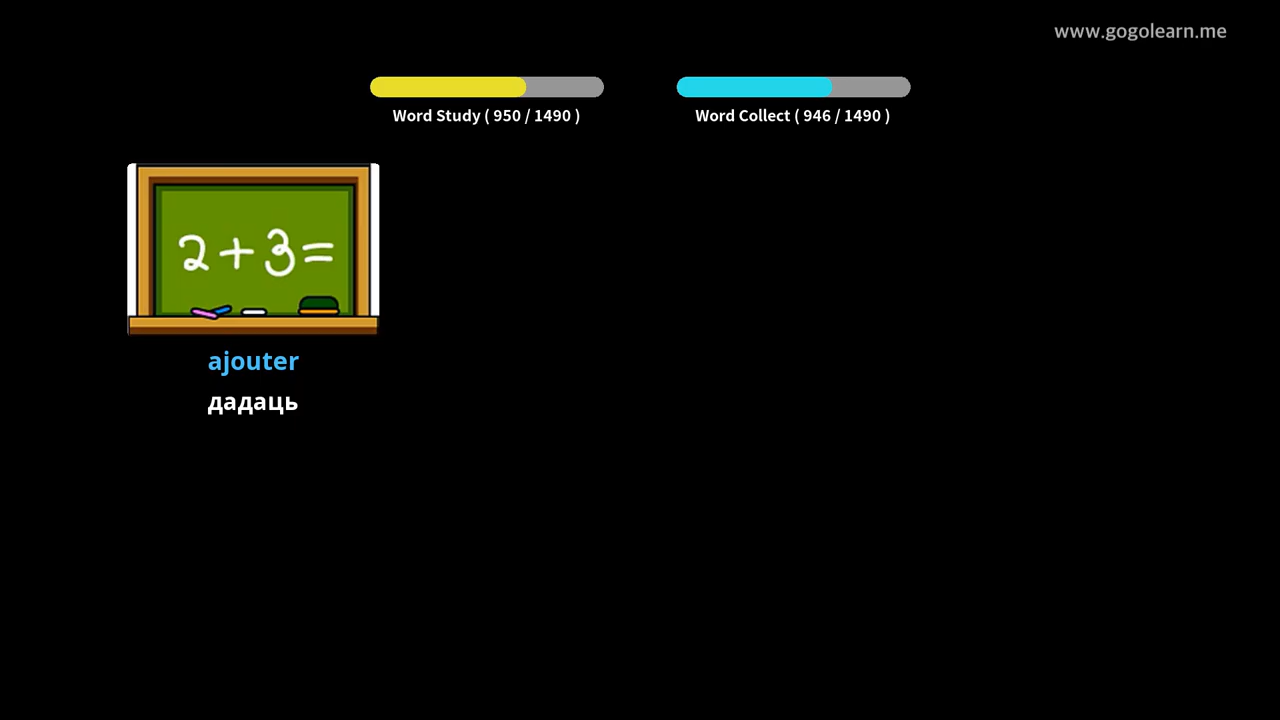 www.gogolearn.me
Word Study ( 950 / 1490 )
Word Collect ( 946 / 1490 )
2+3=
ajouter
дадаць